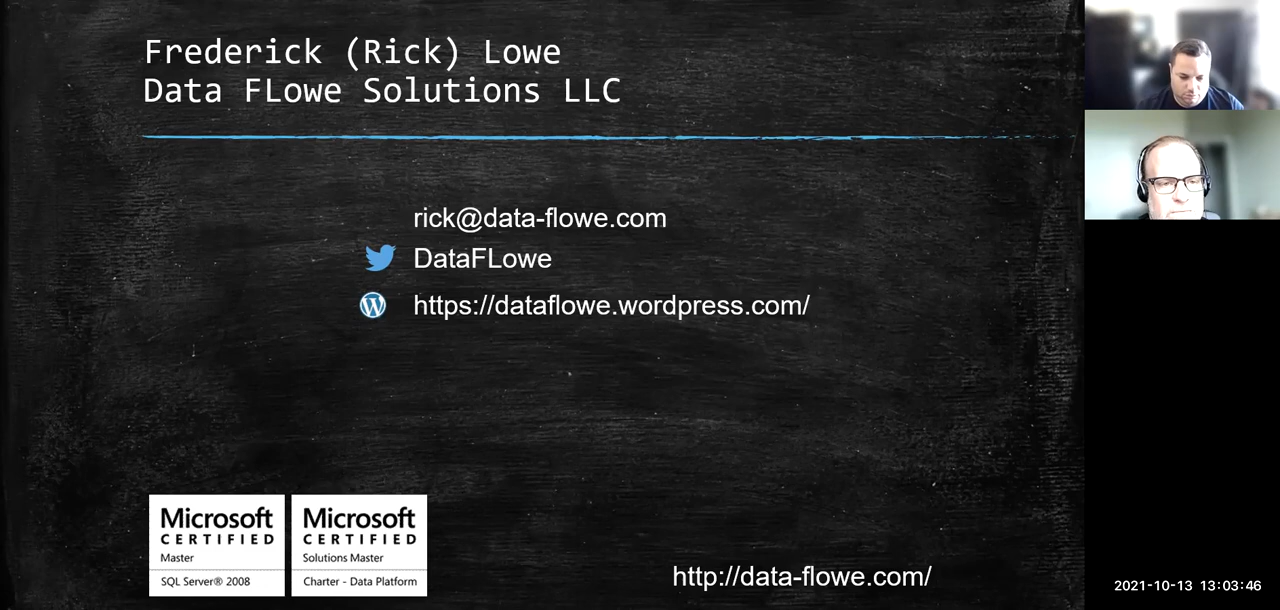 Frederick (Rick) Lowe
Data FLowe Solutions LLC
rick@data-flowe.com
DataFLowe
https://dataflowe.wordpress.com/
Microsoft
CERTIFIED
Master
SQL Server® 2008
Microsoft
CERTIFIED
Solutions Master
Charter - Data Platform
http://data-flowe.com/
2021-10-13 13:03:46